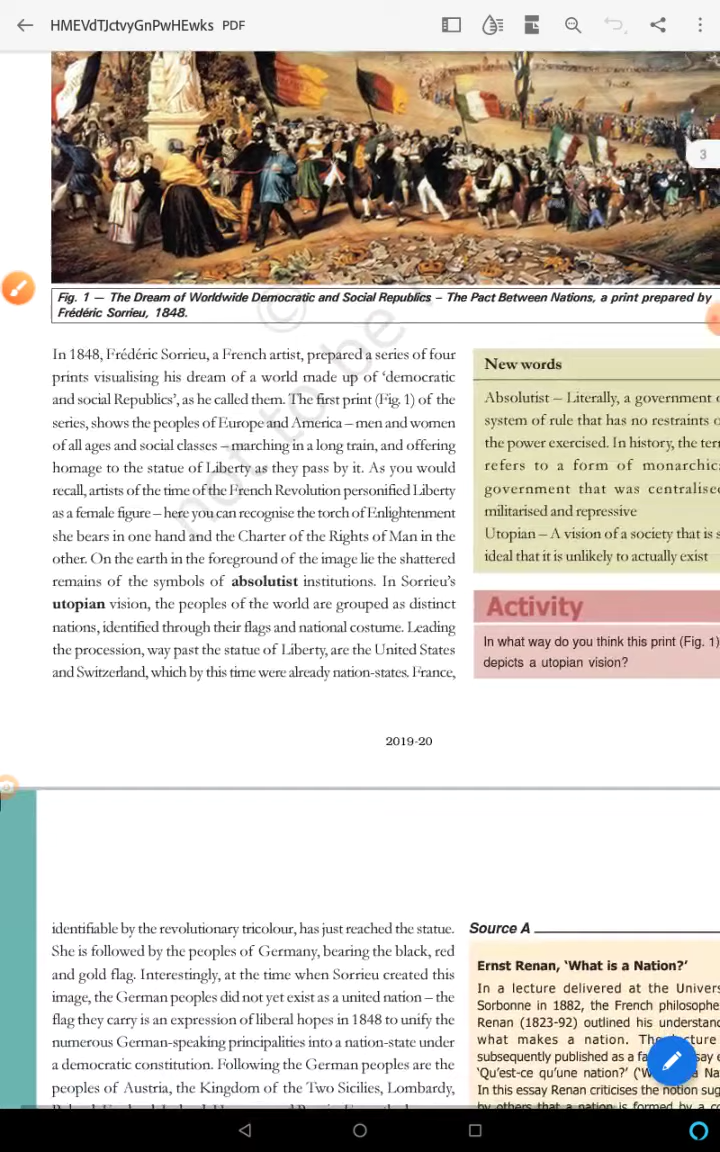 HMEVdTJctvyGnPwHEwks PDF
3
Fig. 1 — The Dream of Worldwide Democratic and Social Republics – The Pact Between Nations, a print prepared by
Frédéric Sorrieu, 1848.
In 1848, Frédéric Sorrieu, a French artist, prepared a series of four
prints visualising his dream of a world made up of ‘democratic
and social Republics’, as he called them. The first print (Fig. 1) of the
series, shows the peoples of Europe and America – men and women
of all ages and social classes – marching in a long train, and offering
homage to the statue of Liberty as they pass by it. As you would
recall, artists of the time of the French Revolution personified Liberty
as a female figure – here you can recognise the torch of Enlightenment
she bears in one hand and the Charter of the Rights of Man in the
other. On the earth in the foreground of the image lie the shattered
remains of the symbols of absolutist institutions. In Sorrieu’s
utopian vision, the peoples of the world are grouped as distinct
nations, identified through their flags and national costume. Leading
the procession, way past the statue of Liberty, are the United States
and Switzerland, which by this time were already nation-states. France,
New words
Absolutist – Literally, a government
system of rule that has no restraints
the power exercised. In history, the
refers to a form of
government that was
militarised and repressive
Utopian – A vision of a society that is
ideal that it is unlikely to actually exist
Activity
In what way do you think this print (Fig. 1)
depicts a utopian vision?
© not to be
2019-20
identifiable by the revolutionary tricolour, has just reached the statue.
She is followed by the peoples of Germany, bearing the black, red
and gold flag. Interestingly, at the time when Sorrieu created this
image, the German peoples did not yet exist as a united nation – the
flag they carry is an expression of liberal hopes in 1848 to unify the
numerous German-speaking principalities into a nation-state under
a democratic constitution. Following the German peoples are the
peoples of Austria, the Kingdom of the Two Sicilies, Lombardy,
Source A
Ernst Renan, ‘What is a Nation?’
In a lecture delivered at the
Sorbonne in 1882, the French
Renan (1823-92) outlined his
what makes a nation. The
subsequently published as a
‘Qu’est-ce qu’une nation?’
In this essay Renan criticises the notion
by others that a nation is formed by a